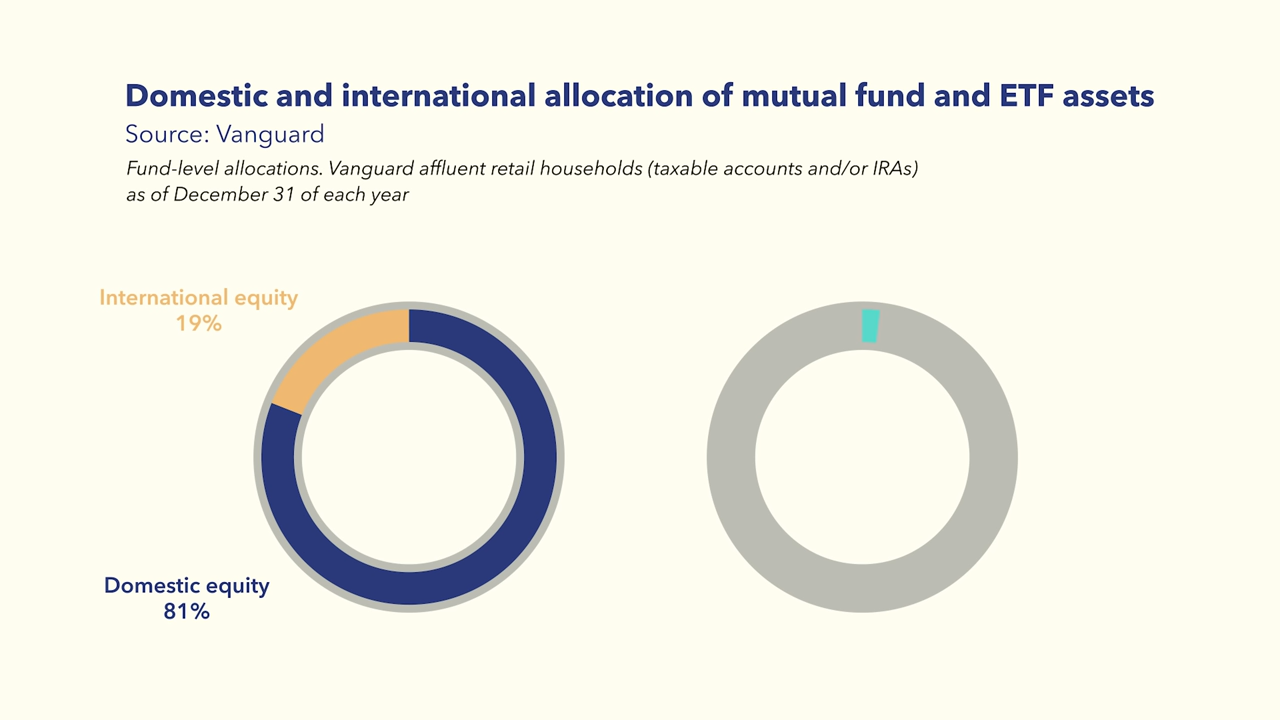 Domestic and international allocation of mutual fund and ETF assets
Source: Vanguard
Fund-level allocations. Vanguard affluent retail households (taxable accounts and/or IRAs)
as of December 31 of each year
International equity
19%
Domestic equity
81%